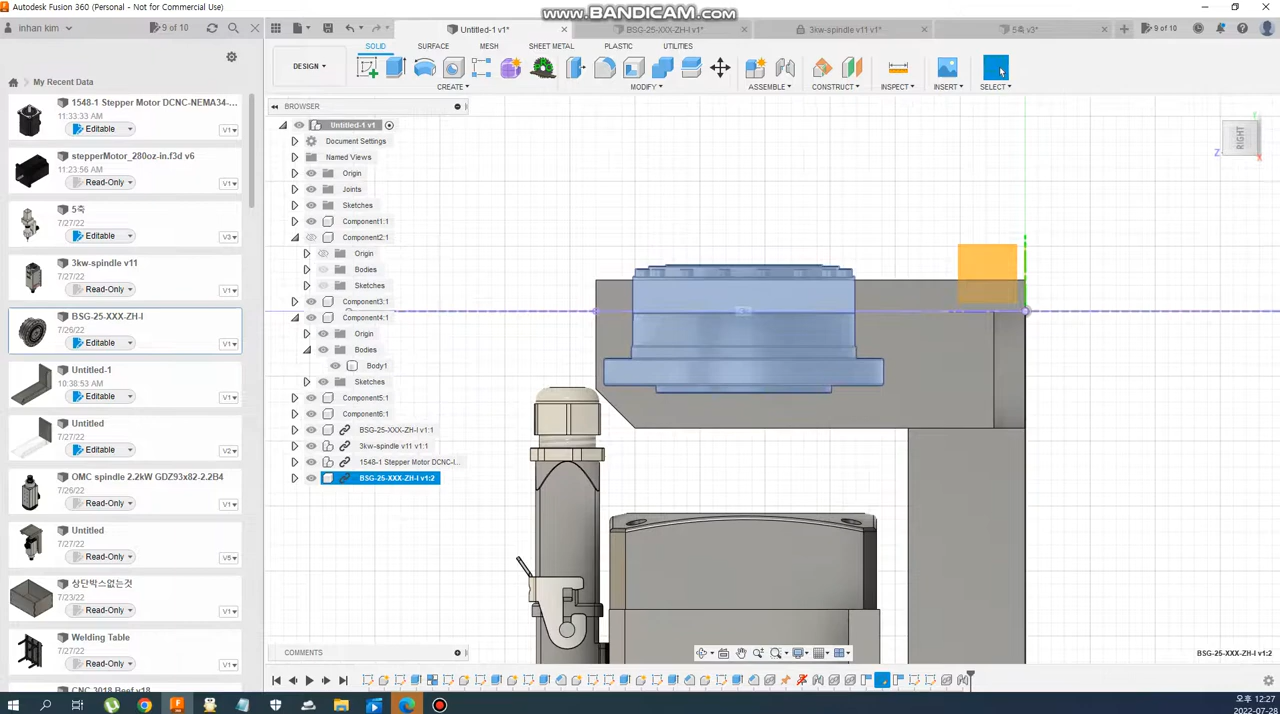 Autodesk Fusion 360 (Personal - Not for Commercial Use)
www.BANDICAM.com
inhan kim
9 of 10
Untitled-1 v1*
BSG-25-XXX-ZH-I v1*
3kw-spindle v11 v1*
5축 v3*
9 of 10
My Recent Data
1548-1 Stepper Motor DCNC-NEMA34-...
11:33:33 AM
Editable
V1
stepperMotor_280oz-in.f3d v6
11:23:56 AM
Read-Only
V1
5축
7/27/22
Editable
V3
3kw-spindle v11
7/27/22
Read-Only
V1
BSG-25-XXX-ZH-I
7/26/22
Editable
V1
Untitled-1
10:38:53 AM
Editable
V1
Untitled
7/27/22
Editable
V2
OMC spindle 2.2kW GDZ93x82-2.2B4
7/26/22
Read-Only
V1
Untitled
7/27/22
Read-Only
V5
상단박스없는것
7/23/22
Read-Only
V1
Welding Table
7/27/22
Read-Only
V1
CNC 3018 Beef v18
DESIGN
SOLID
SURFACE
MESH
SHEET METAL
PLASTIC
UTILITIES
CREATE
MODIFY
ASSEMBLE
CONSTRUCT
INSPECT
INSERT
SELECT
BROWSER
Untitled-1 v1
Document Settings
Named Views
Origin
Joints
Sketches
Component1:1
Component2:1
Origin
Bodies
Sketches
Component3:1
Component4:1
Origin
Bodies
Body1
Sketches
Component5:1
Component6:1
BSG-25-XXX-ZH-I v1:1
3kw-spindle v11 v1:1
1548-1 Stepper Motor DCNC-I...
BSG-25-XXX-ZH-I v1:2
RIGHT
Z
X
COMMENTS
BSG-25-XXX-ZH-I v1:2
오후 12:27
2022-07-28